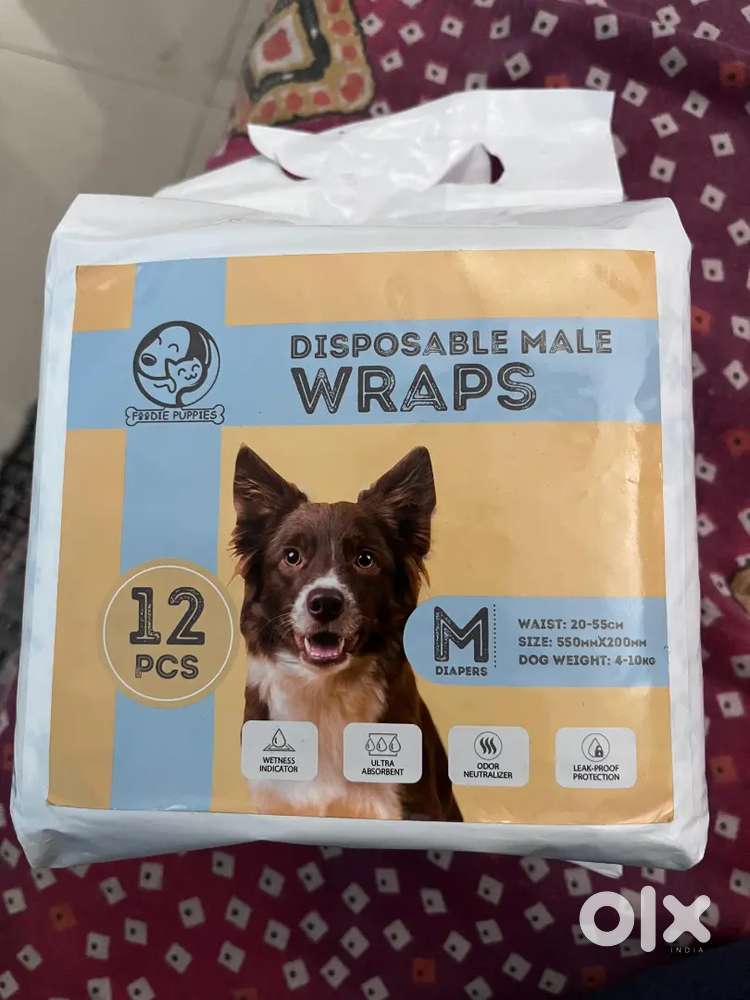 DISPOSABLE MALE
WRAPS
FOODIE PUPPIES
12
PCS
M
DIAPERS
WAIST: 20-55CM
SIZE: 550MMX200MM
DOG WEIGHT: 4-10KG
WETNESS
INDICATOR
ULTRA
ABSORBENT
ODOR
NEUTRALIZER
LEAK-PROOF
PROTECTION
olx
INDIA